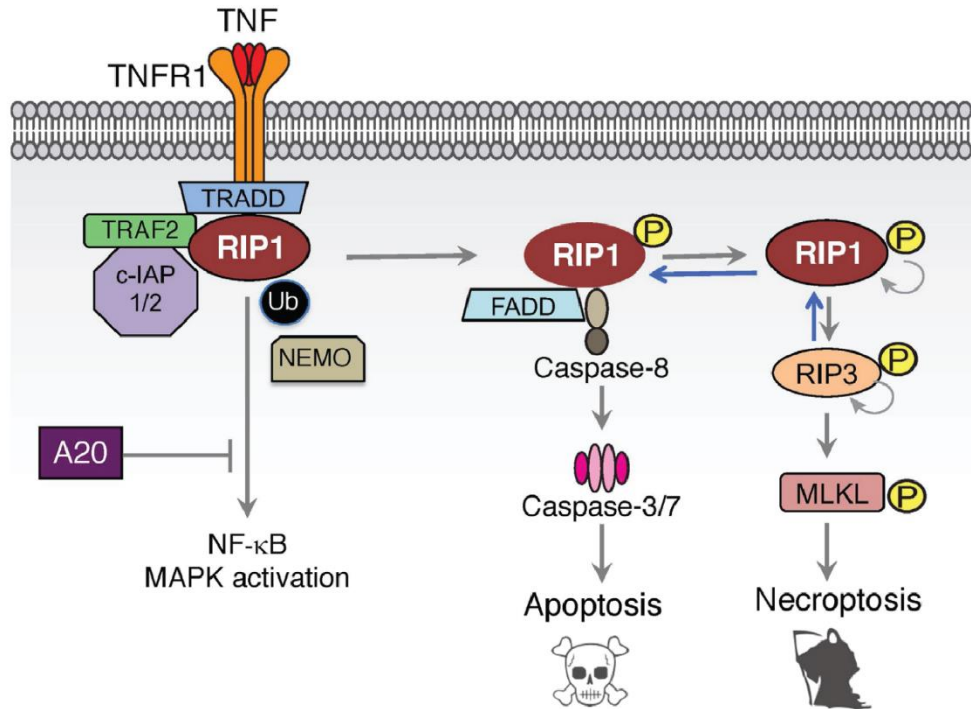 TNF
TNFR1
TRADD
TRAF2
RIP1
c-IAP
1/2
Ub
NEMO
A20
NF-κB
MAPK activation
RIP1
P
FADD
Caspase-8
Caspase-3/7
Apoptosis
RIP1
P
RIP3
P
MLKL
P
Necroptosis